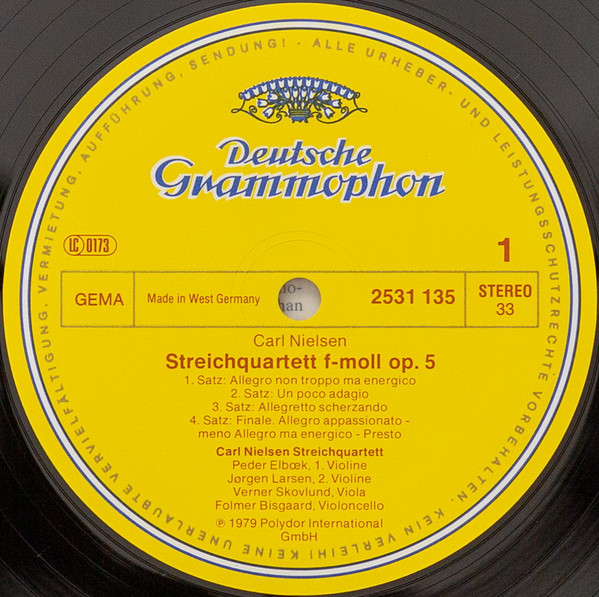 ALLE URHEBER- UND LEISTUNGSSCHUTZRECHTE VORBEHALTEN. KEIN VERLEIH! KEINE UNERLAUBTE VERVIELFÄLTIGUNG, VERMIETUNG, AUFFÜHRUNG, SENDUNG! ·
Deutsche
Grammophon
LC 0173
1
GEMA
Made in West Germany
2531 135
STEREO
33
Carl Nielsen
Streichquartett f-moll op. 5
1. Satz: Allegro non troppo ma energico
2. Satz: Un poco adagio
3. Satz: Allegretto scherzando
4. Satz: Finale. Allegro appassionato -
meno Allegro ma energico - Presto
Carl Nielsen Streichquartett
Peder Elbœk, 1. Violine
Jørgen Larsen, 2. Violine
Verner Skovlund, Viola
Folmer Bisgaard, Violoncello
℗ 1979 Polydor International
GmbH